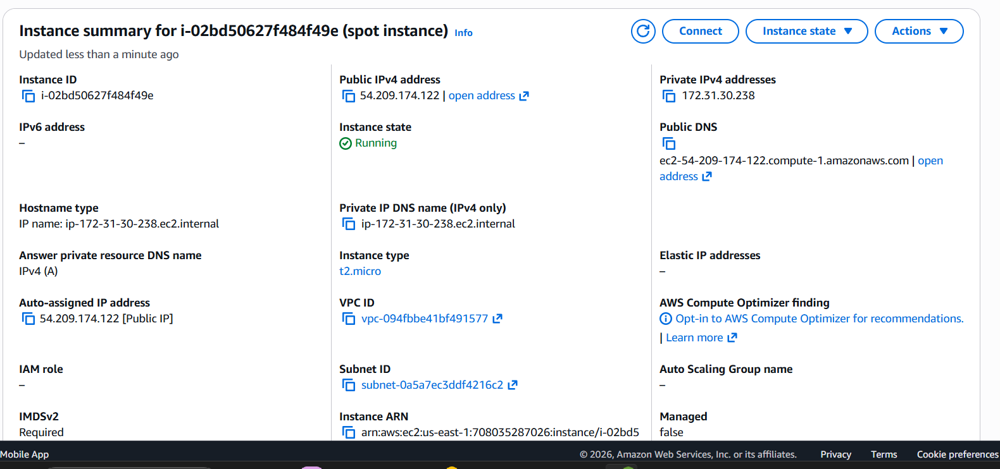 Instance summary for i-02bd50627f484f49e (spot instance) Info
Connect
Instance state
Actions
Updated less than a minute ago
Instance ID
i-02bd50627f484f49e
Public IPv4 address
54.209.174.122 | open address
Private IPv4 addresses
172.31.30.238
IPv6 address
–
Instance state
Running
Public DNS
ec2-54-209-174-122.compute-1.amazonaws.com | open
address
Hostname type
IP name: ip-172-31-30-238.ec2.internal
Private IP DNS name (IPv4 only)
ip-172-31-30-238.ec2.internal
Answer private resource DNS name
IPv4 (A)
Instance type
t2.micro
Elastic IP addresses
–
Auto-assigned IP address
54.209.174.122 [Public IP]
VPC ID
vpc-094fbbe41bf491577
AWS Compute Optimizer finding
Opt-in to AWS Compute Optimizer for recommendations.
| Learn more
IAM role
–
Subnet ID
subnet-0a5a7ec3ddf4216c2
Auto Scaling Group name
–
IMDSv2
Required
Instance ARN
arn:aws:ec2:us-east-1:708035287026:instance/i-02bd5
Managed
false
Mobile App
© 2026, Amazon Web Services, Inc. or its affiliates.
Privacy
Terms
Cookie preferences